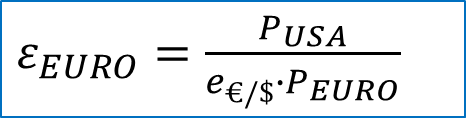 ε_EURO = P_USA / (e_€/$·P_EURO)